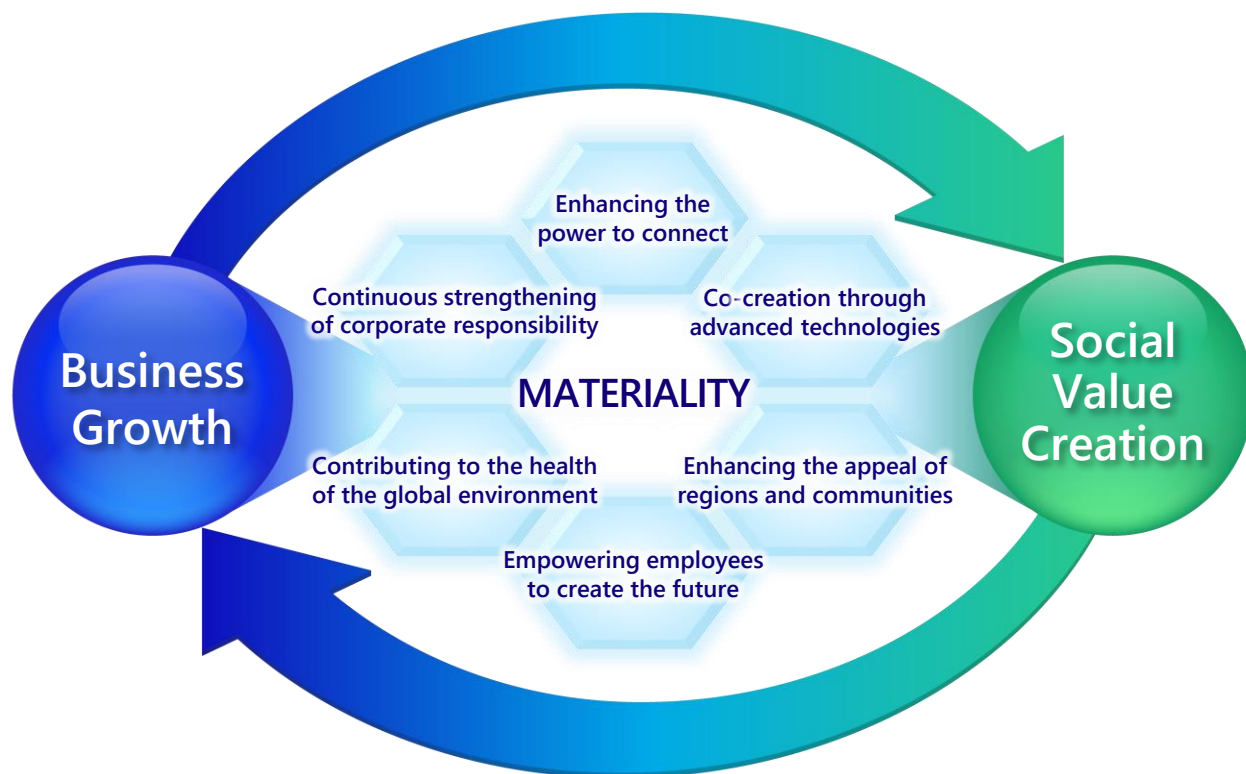 Enhancing the
power to connect
Continuous strengthening
of corporate responsibility
Co-creation through
advanced technologies
Business
Growth
MATERIALITY
Social
Value
Creation
Contributing to the health
of the global environment
Enhancing the appeal of
regions and communities
Empowering employees
to create the future